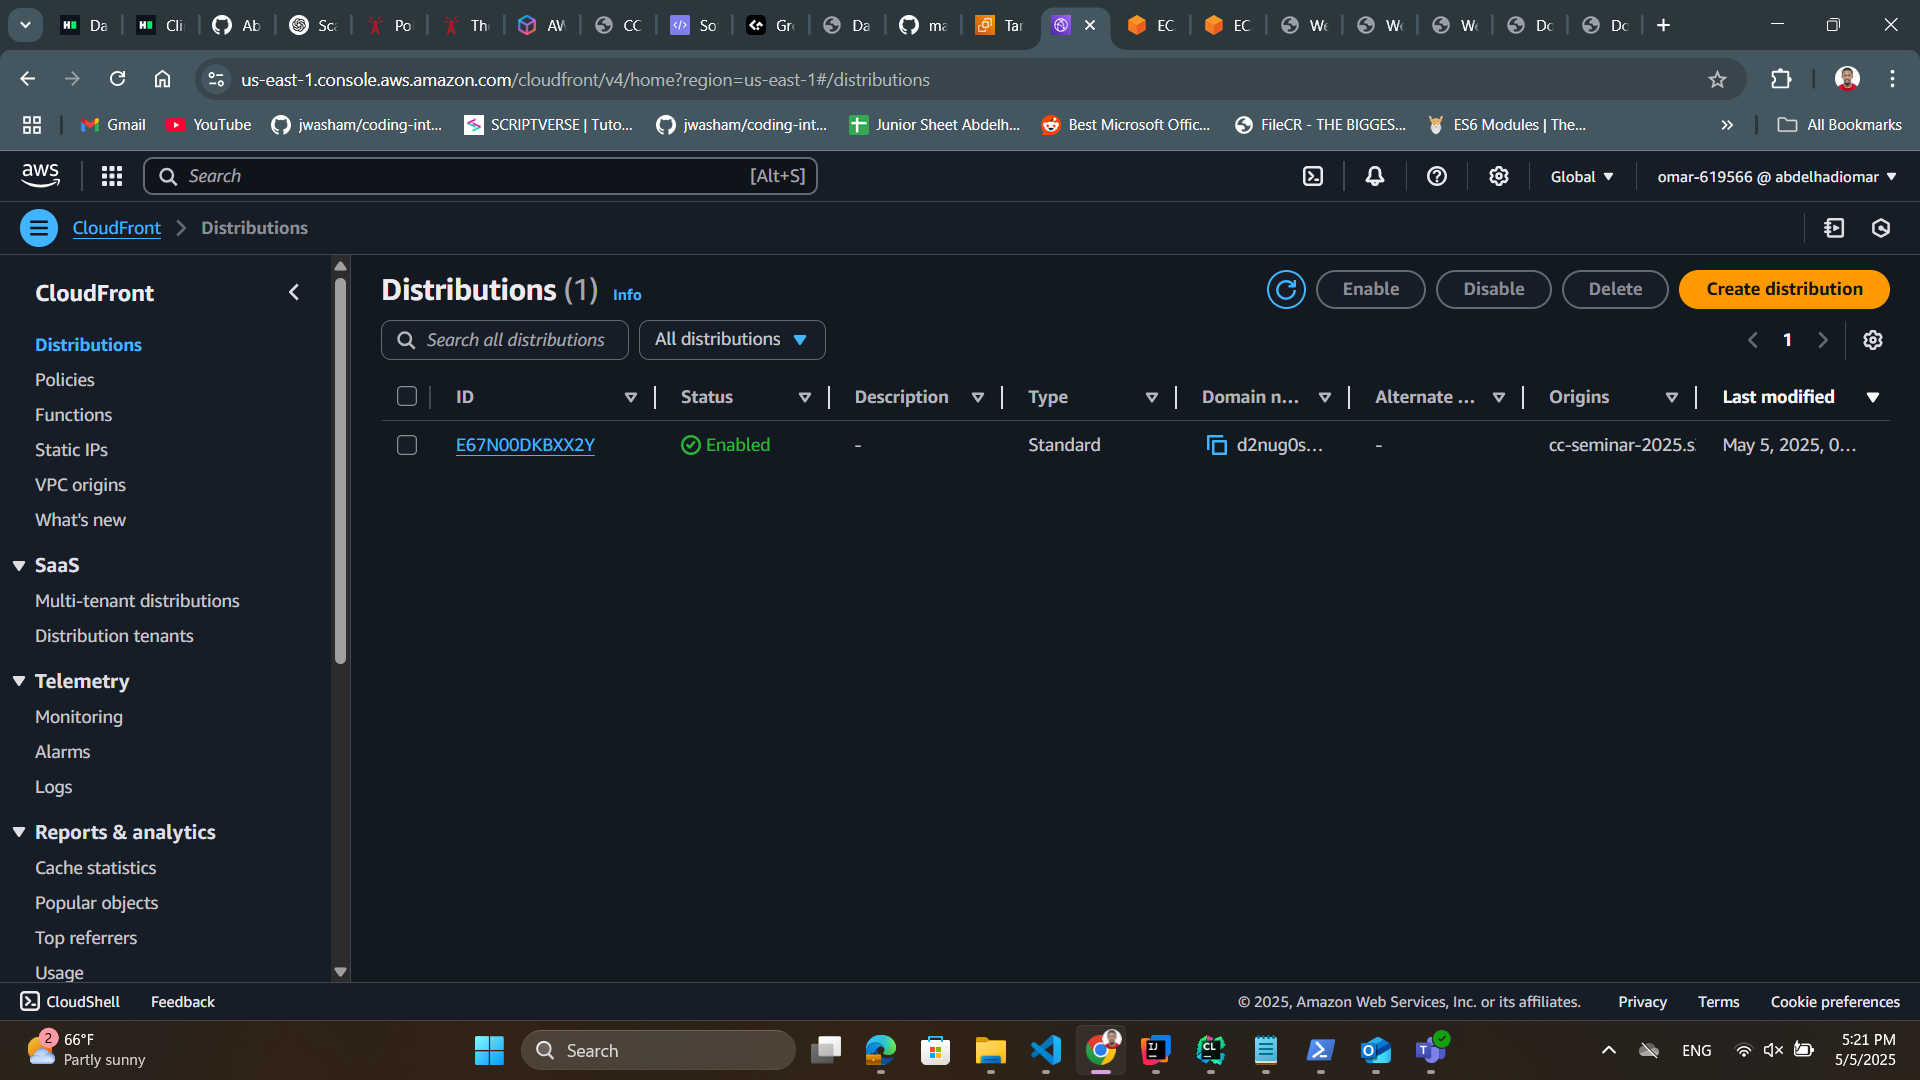 Da
Cli
Ab
Sca
Po
Th
AV
CC
So
Gr
Da
ma
Tar
EC
EC
We
We
We
Do
Do
us-east-1.console.aws.amazon.com/cloudfront/v4/home?region=us-east-1#/distributions
Gmail
YouTube
jwasham/coding-int...
SCRIPTVERSE | Tuto...
jwasham/coding-int...
Junior Sheet Abdelh...
Best Microsoft Offic...
FileCR - THE BIGGES...
ES6 Modules | The...
All Bookmarks
aws
Search
[Alt+S]
Global
omar-619566 @ abdelhadiomar
CloudFront
Distributions
CloudFront
Distributions
Policies
Functions
Static IPs
VPC origins
What's new
SaaS
Multi-tenant distributions
Distribution tenants
Telemetry
Monitoring
Alarms
Logs
Reports & analytics
Cache statistics
Popular objects
Top referrers
Usage
Distributions (1) Info
Enable
Disable
Delete
Create distribution
Search all distributions
All distributions
1
ID
Status
Description
Type
Domain n...
Alternate ...
Origins
Last modified
E67N00DKBXX2Y
Enabled
-
Standard
d2nug0s...
-
cc-seminar-2025.s
May 5, 2025, 0...
CloudShell
Feedback
© 2025, Amazon Web Services, Inc. or its affiliates.
Privacy
Terms
Cookie preferences
2
66°F
Partly sunny
Search
ENG
5:21 PM
5/5/2025